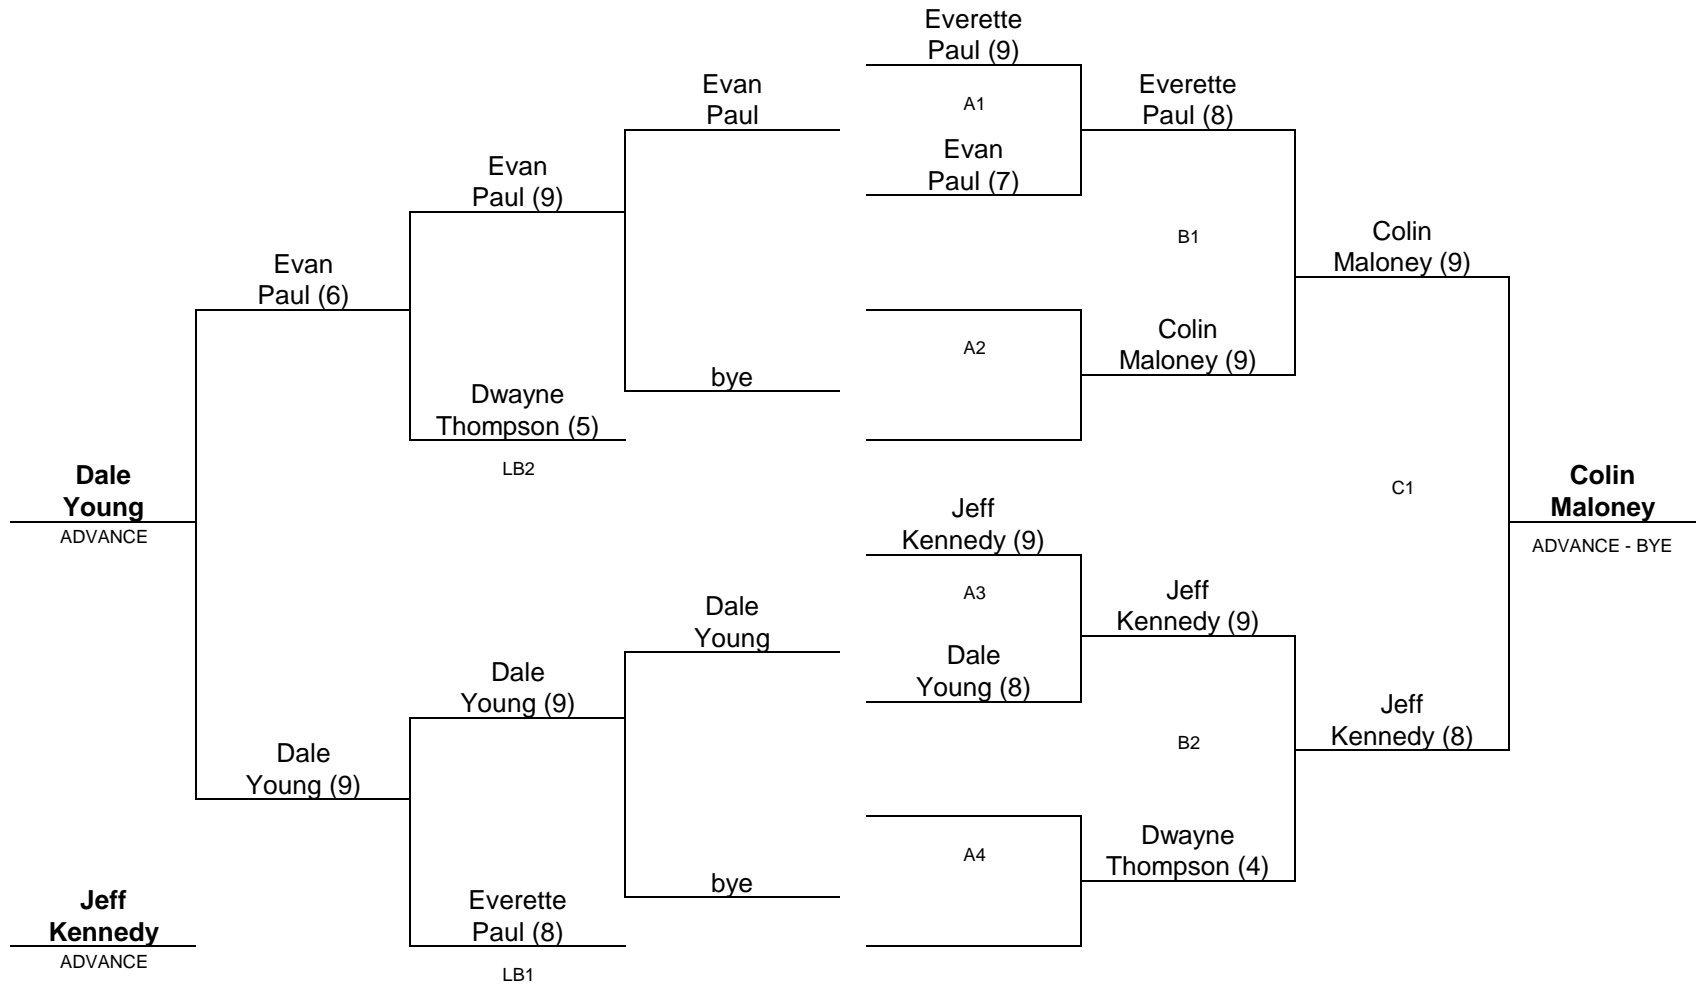 Everette
Paul (9)
Evan
Paul
A1
Everette
Paul (8)
Evan
Paul (7)
Evan
Paul (9)
B1
Colin
Maloney (9)
Evan
Paul (6)
A2
Colin
Maloney (9)
bye
Dwayne
Thompson (5)
LB2
Dale
Young
ADVANCE
C1
Colin
Maloney
ADVANCE - BYE
Jeff
Kennedy (9)
A3
Jeff
Kennedy (9)
Dale
Young
Dale
Young (8)
Dale
Young (9)
Jeff
Kennedy (8)
B2
Dale
Young (9)
A4
Dwayne
Thompson (4)
bye
Jeff
Kennedy
ADVANCE
Everette
Paul (8)
LB1